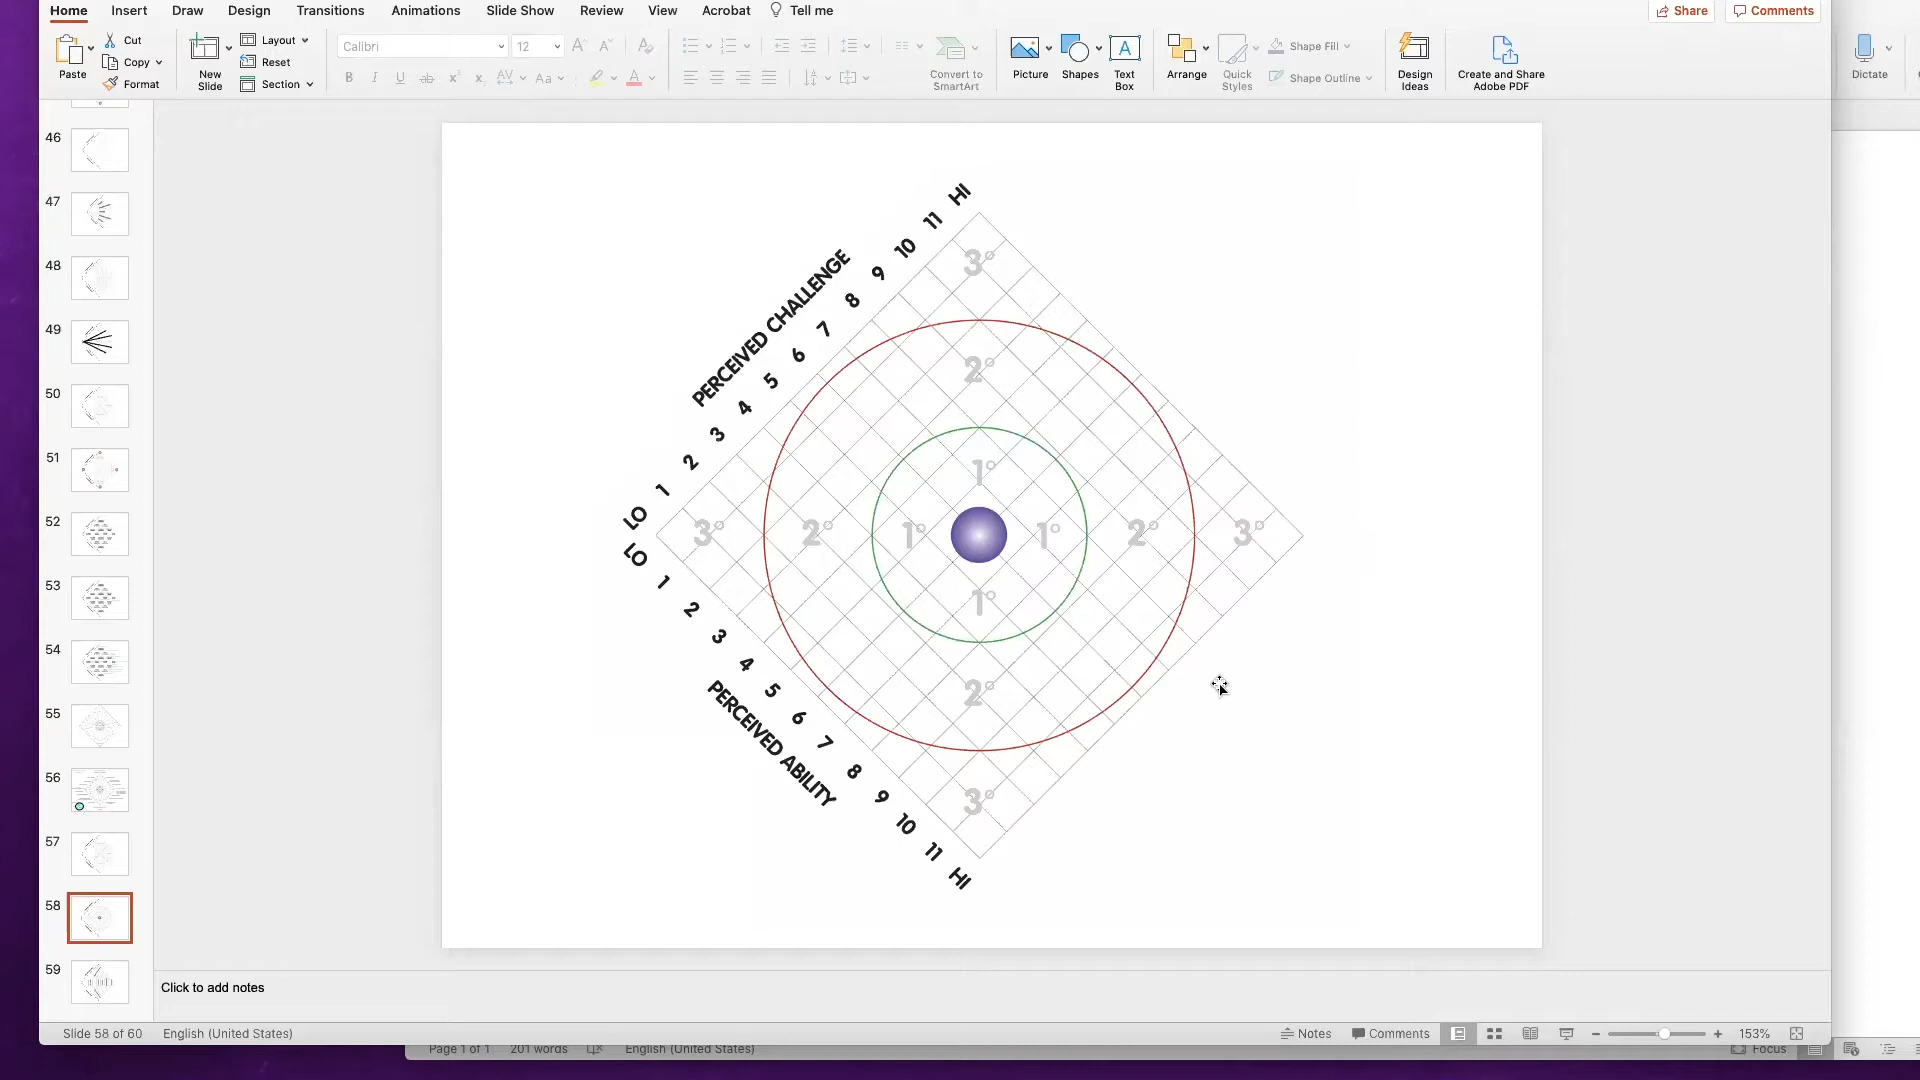 Home Insert Draw Design Transitions Animations Slide Show Review View Acrobat Tell me Share Comments
Paste Cut Copy Format
New Slide Layout Reset Section
Calibri 12
Convert to SmartArt
Picture Shapes Text Box
Arrange Quick Styles Shape Fill Shape Outline
Design Ideas
Create and Share Adobe PDF
Dictate
46
47
48
49
50
51
52
53
54
55
56
57
58
59
PERCEIVED CHALLENGE
LO 1 2 3 4 5 6 7 8 9 10 11 HI
LO 1 2 3 4 5 6 7 8 9 10 11 HI
PERCEIVED ABILITY
3°
2°
1°
3° 2° 1° 1° 2° 3°
1°
2°
3°
Click to add notes
Slide 58 of 60 English (United States) Notes Comments 153%
Page 1 of 1 201 words English (United States) Focus